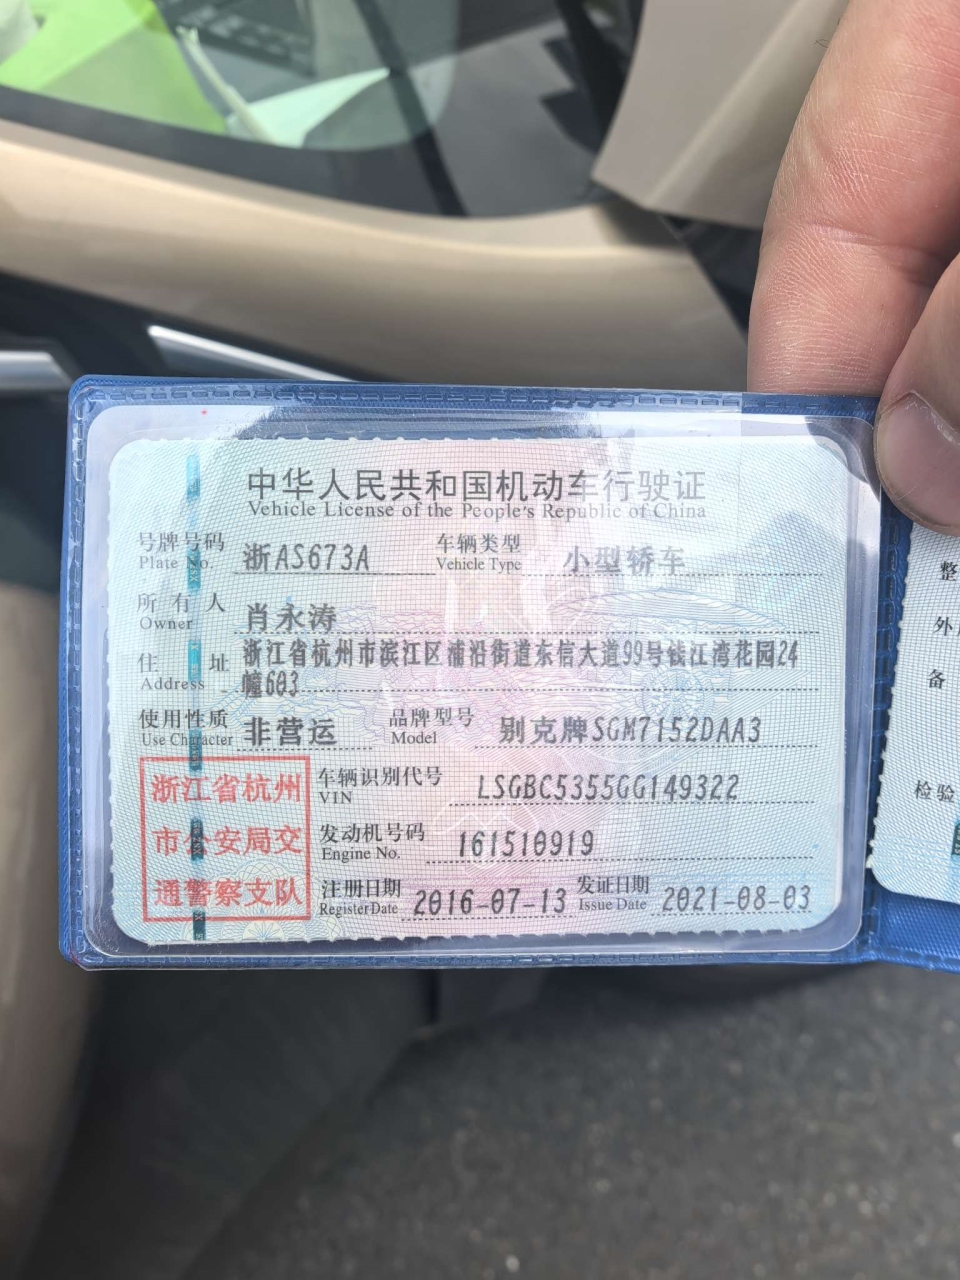 中华人民共和国机动车行驶证
Vehicle License of the People's Republic of China
号牌号码 浙AS673A 车辆类型 小型轿车
Plate No. Vehicle Type
所有人 肖永涛
Owner
住址 浙江省杭州市滨江区浦沿街道东信大道99号钱江湾花园24
Address 幢603
使用性质 非营运 品牌型号 别克牌SGM7152DAA3
Use Character Model
浙江省杭州
市公安局交
通警察支队
车辆识别代号 LSGBC5355GG149322
VIN
发动机号码 161510919
Engine No.
注册日期 2016-07-13 发证日期 2021-08-03
Register Date Issue Date
整
外
备
检验